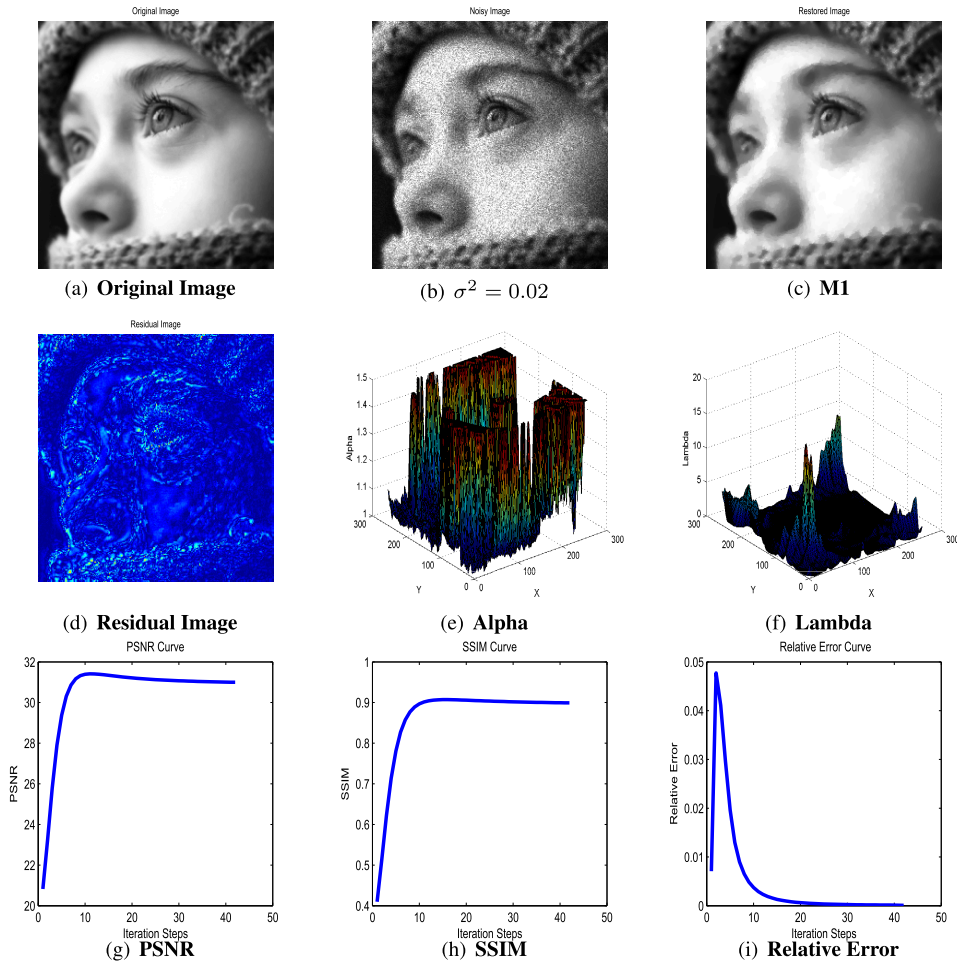 Original Image
Noisy Image
Restored Image
(a) Original Image
(b) σ² = 0.02
(c) M1
Residual Image
1.5
1.4
1.3
1.2
1.1
1
Alpha
300
200
100
0
Y
0
100
200
300
X
20
15
10
5
0
Lambda
300
200
100
0
Y
0
100
200
300
X
(d) Residual Image
(e) Alpha
(f) Lambda
PSNR Curve
32
30
28
26
24
22
20
PSNR
0 10 20 30 40 50
Iteration Steps
(g) PSNR
SSIM Curve
1
0.9
0.8
0.7
0.6
0.5
0.4
SSIM
0 10 20 30 40 50
Iteration Steps
(h) SSIM
Relative Error Curve
0.05
0.04
0.03
0.02
0.01
0
Relative Error
0 10 20 30 40 50
Iteration Steps
(i) Relative Error